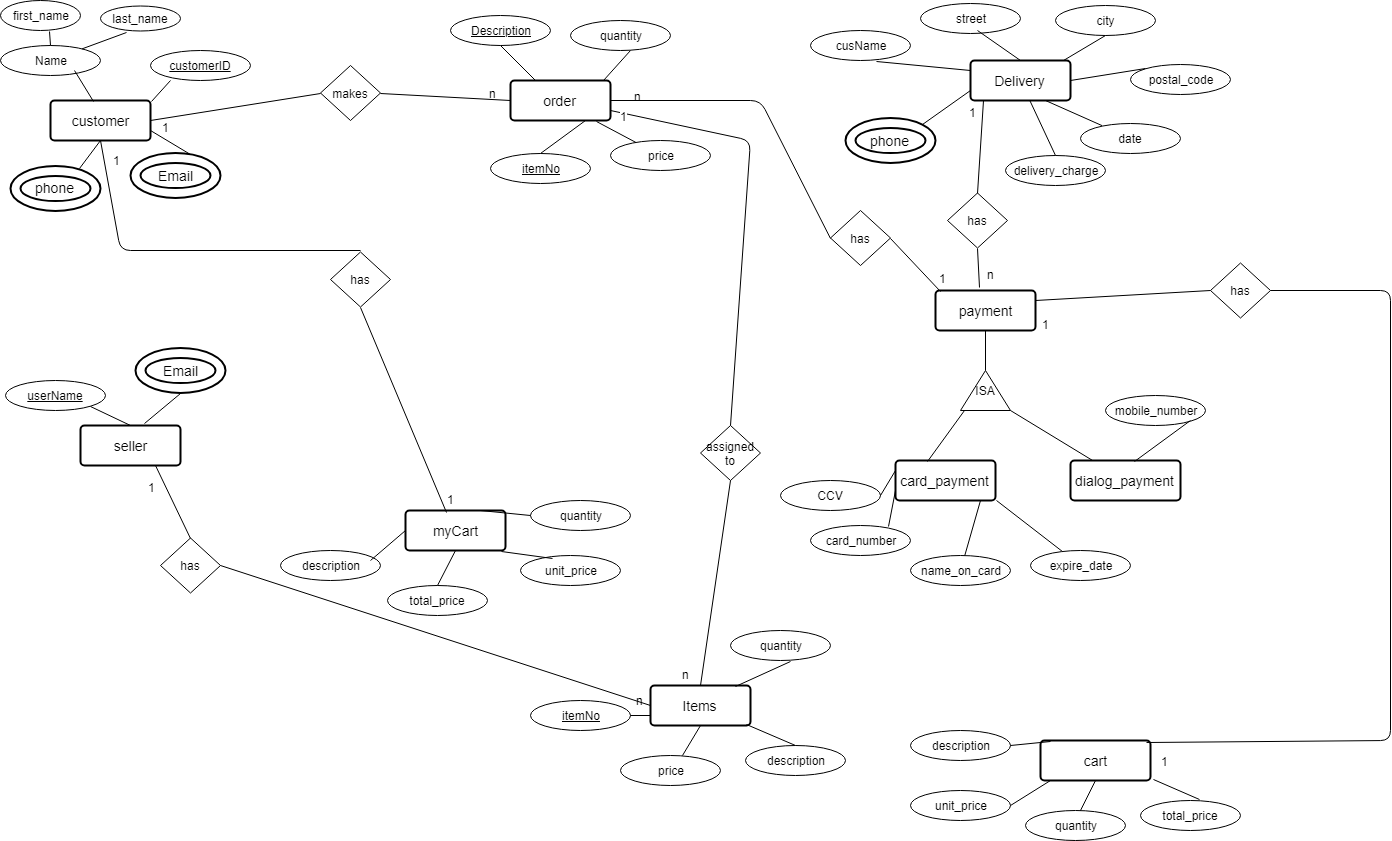 first_name
last_name
Name
customerID
customer
1
1
phone
Email
makes
n
Description
quantity
order
n
1
itemNo
price
street
city
cusName
Delivery
postal_code
phone
1
date
delivery_charge
has
n
has
1
payment
1
has
has
ISA
mobile_number
card_payment
dialog_payment
CCV
card_number
name_on_card
expire_date
Email
userName
seller
1
has
1
myCart
quantity
description
unit_price
total_price
assigned
to
n
n
Items
quantity
itemNo
price
description
description
cart
1
unit_price
quantity
total_price